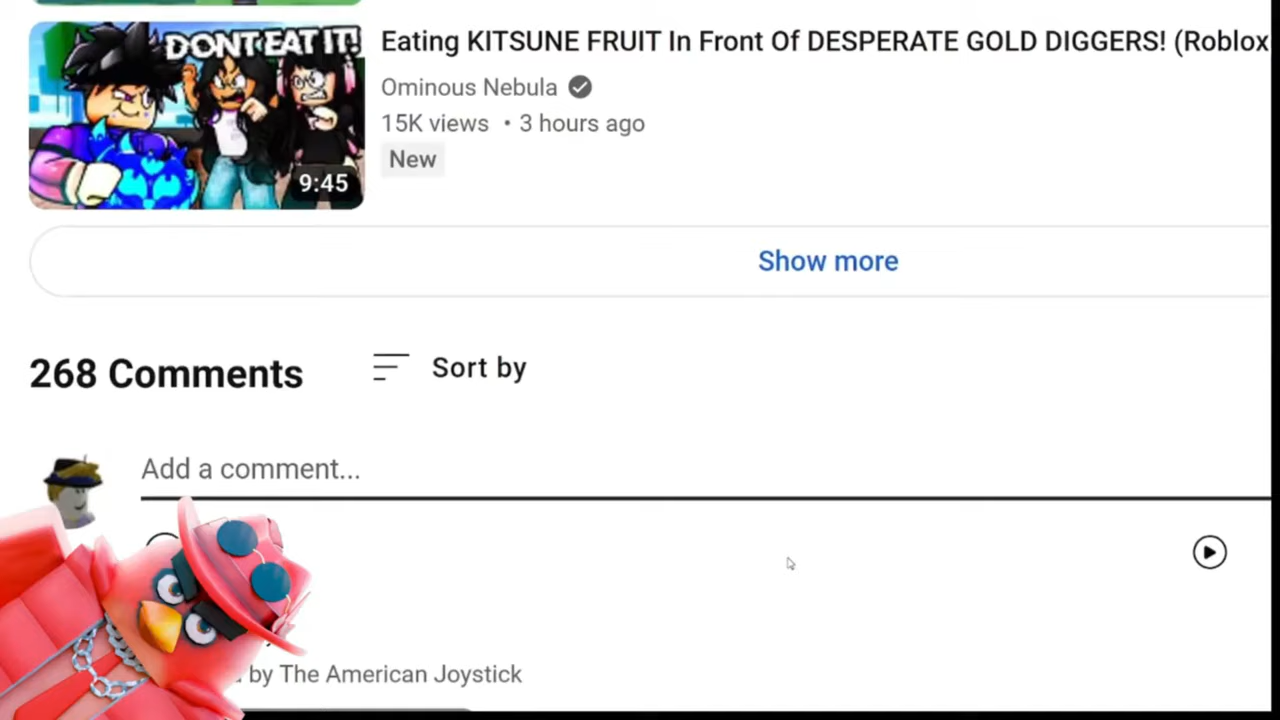 DONT EAT IT!
Eating KITSUNE FRUIT In Front Of DESPERATE GOLD DIGGERS! (Roblox
Ominous Nebula
15K views • 3 hours ago
New
9:45
Show more
268 Comments
Sort by
Add a comment...
by The American Joystick